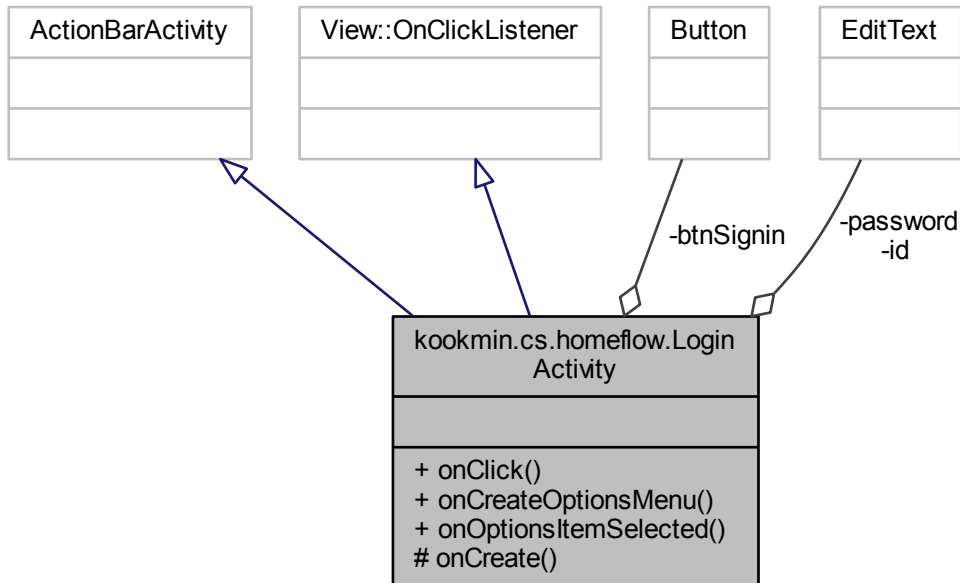 ActionBarActivity
View::OnClickListener
Button
EditText
-btnSignin
-password
-id
kookmin.cs.homeflow.Login
Activity
+ onClick()
+ onCreateOptionsMenu()
+ onOptionsItemSelected()
# onCreate()